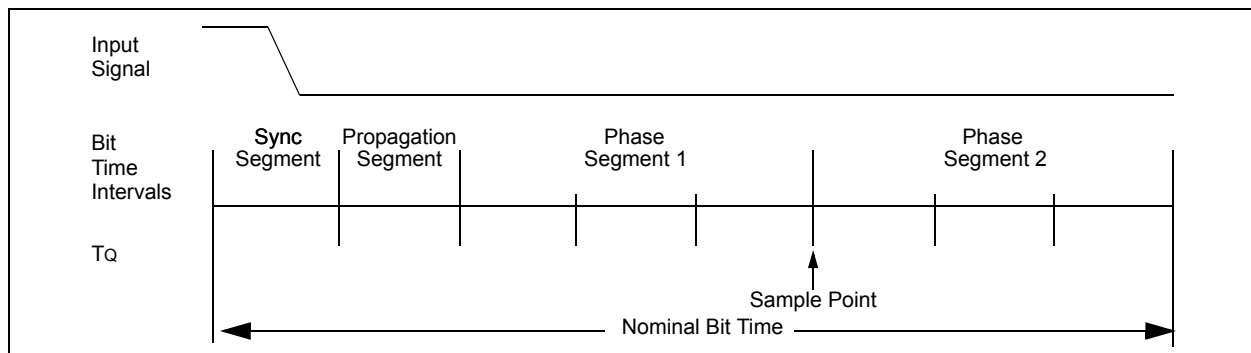 Input
Signal
Bit
Time
Intervals
Sync
Segment
Propagation
Segment
Phase
Segment 1
Phase
Segment 2
TQ
Sample Point
Nominal Bit Time